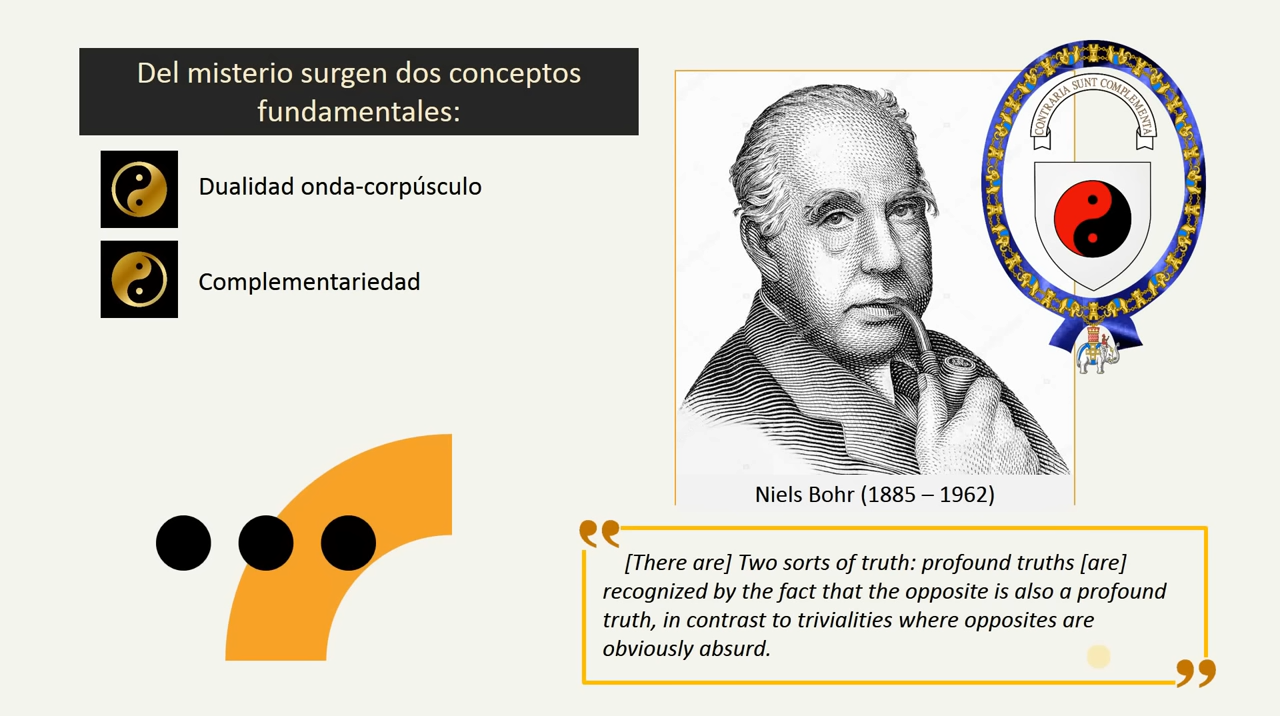 Del misterio surgen dos conceptos
fundamentales:
Dualidad onda-corpúsculo
Complementariedad
CONTRARIA SUNT COMPLEMENTA
Niels Bohr (1885 – 1962)
[There are] Two sorts of truth: profound truths [are]
recognized by the fact that the opposite is also a profound
truth, in contrast to trivialities where opposites are
obviously absurd.